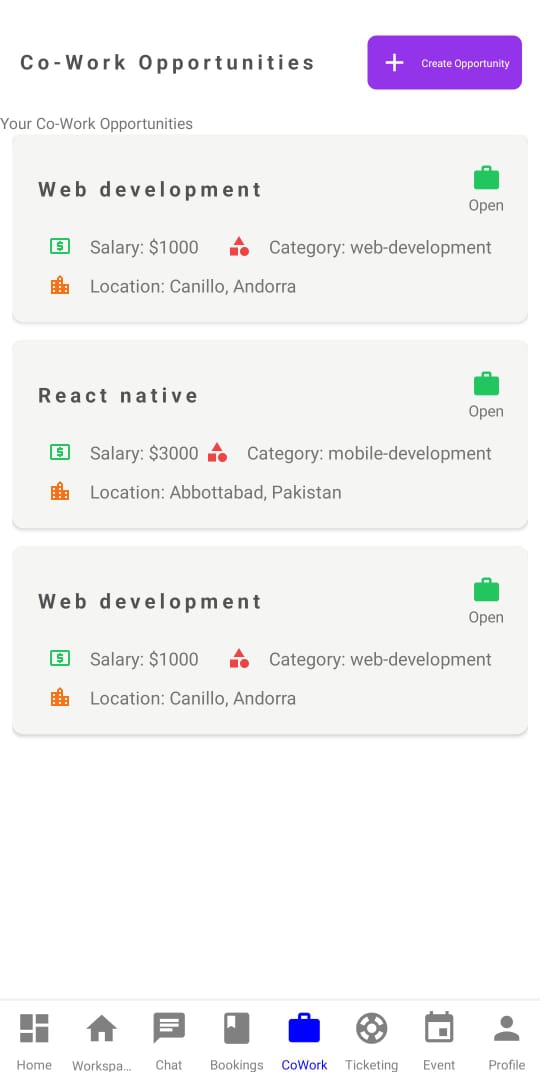 Co-Work Opportunities
Create Opportunity
Your Co-Work Opportunities
Web development
Open
Salary: $1000 Category: web-development
Location: Canillo, Andorra
React native
Open
Salary: $3000 Category: mobile-development
Location: Abbottabad, Pakistan
Web development
Open
Salary: $1000 Category: web-development
Location: Canillo, Andorra
Home Workspa... Chat Bookings CoWork Ticketing Event Profile